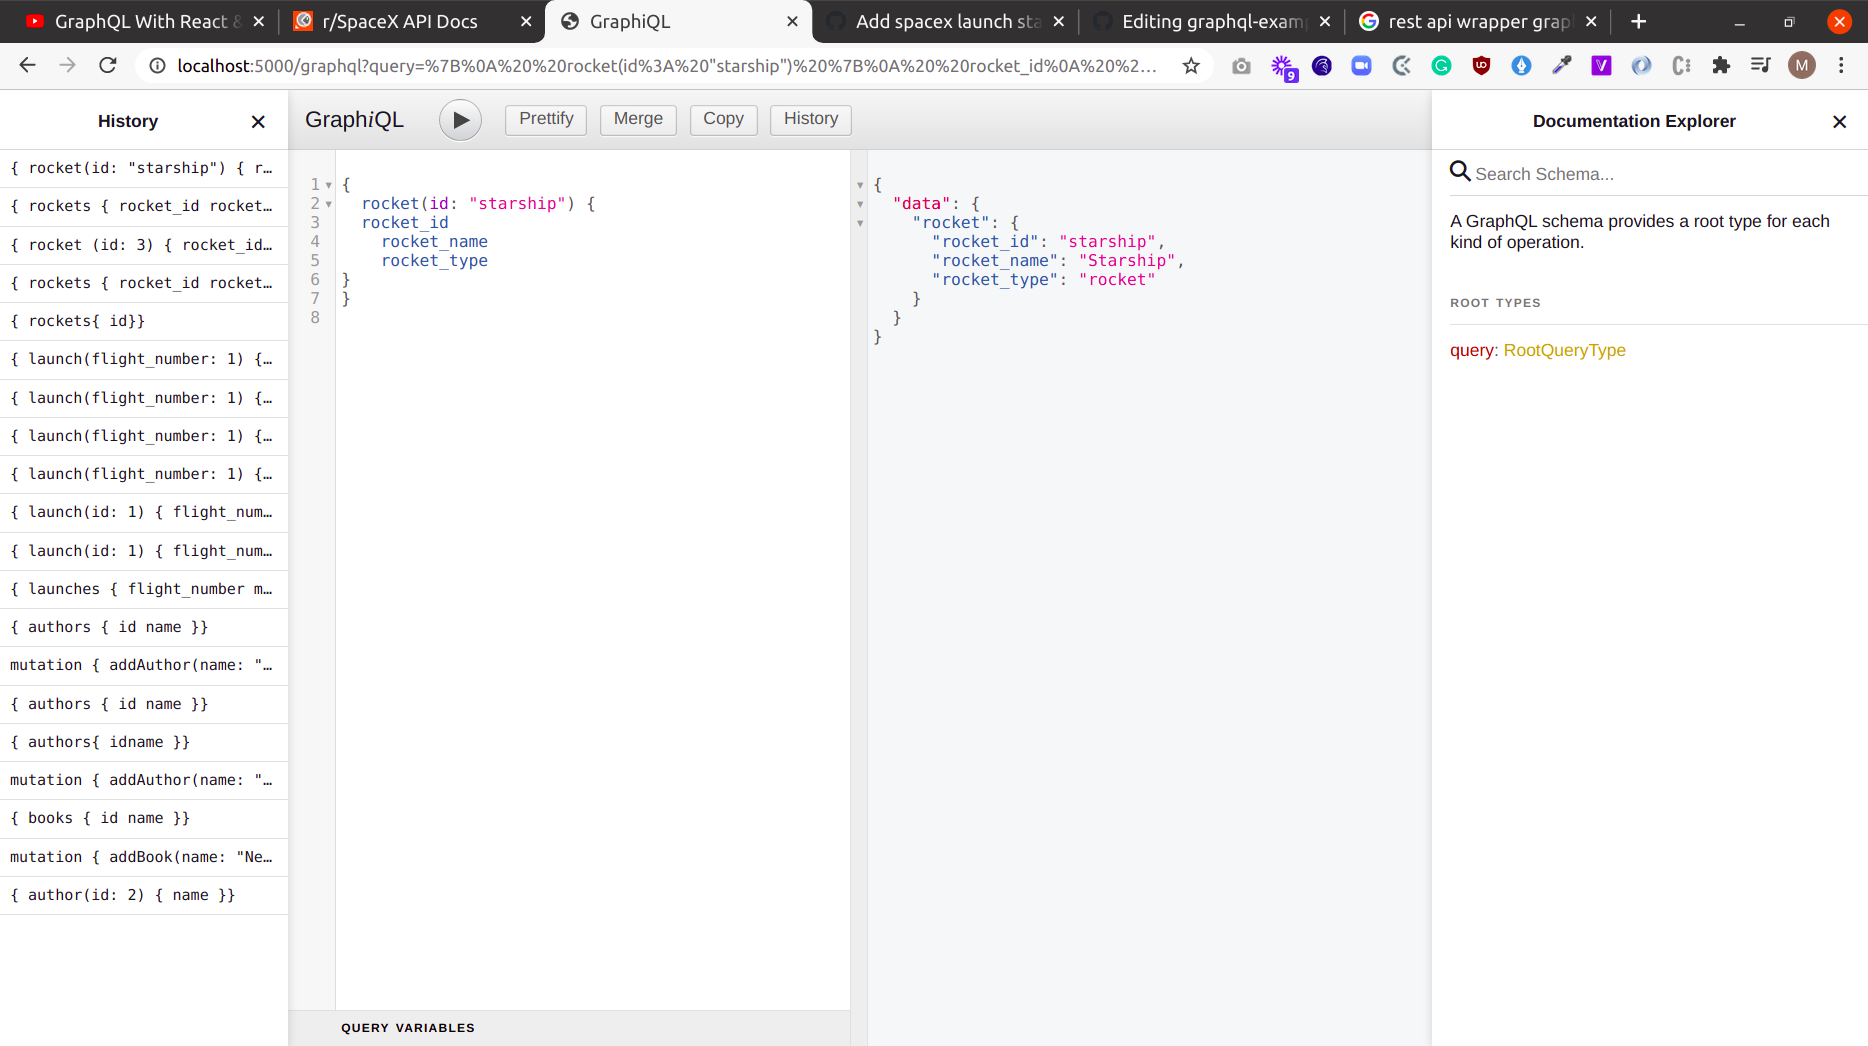 GraphQL With React &
r/SpaceX API Docs
GraphiQL
Add spacex launch sta
Editing graphql-examp
rest api wrapper grap
localhost:5000/graphql?query=%7B%0A%20%20rocket(id%3A%20"starship")%20%7B%0A%20%20rocket_id%0A%20%2...
9
M
History
{ rocket(id: "starship") { r…
{ rockets { rocket_id rocket…
{ rocket (id: 3) { rocket_id…
{ rockets { rocket_id rocket…
{ rockets{ id}}
{ launch(flight_number: 1) {…
{ launch(flight_number: 1) {…
{ launch(flight_number: 1) {…
{ launch(flight_number: 1) {…
{ launch(id: 1) { flight_num…
{ launch(id: 1) { flight_num…
{ launches { flight_number m…
{ authors { id name }}
mutation { addAuthor(name: "…
{ authors { id name }}
{ authors{ idname }}
mutation { addAuthor(name: "…
{ books { id name }}
mutation { addBook(name: "Ne…
{ author(id: 2) { name }}
GraphiQL
Prettify
Merge
Copy
History
1 {
2 rocket(id: "starship") {
3 rocket_id
4 rocket_name
5 rocket_type
6 }
7 }
8
QUERY VARIABLES
{
"data": {
"rocket": {
"rocket_id": "starship",
"rocket_name": "Starship",
"rocket_type": "rocket"
}
}
}
Documentation Explorer
Search Schema...
A GraphQL schema provides a root type for each
kind of operation.
ROOT TYPES
query: RootQueryType